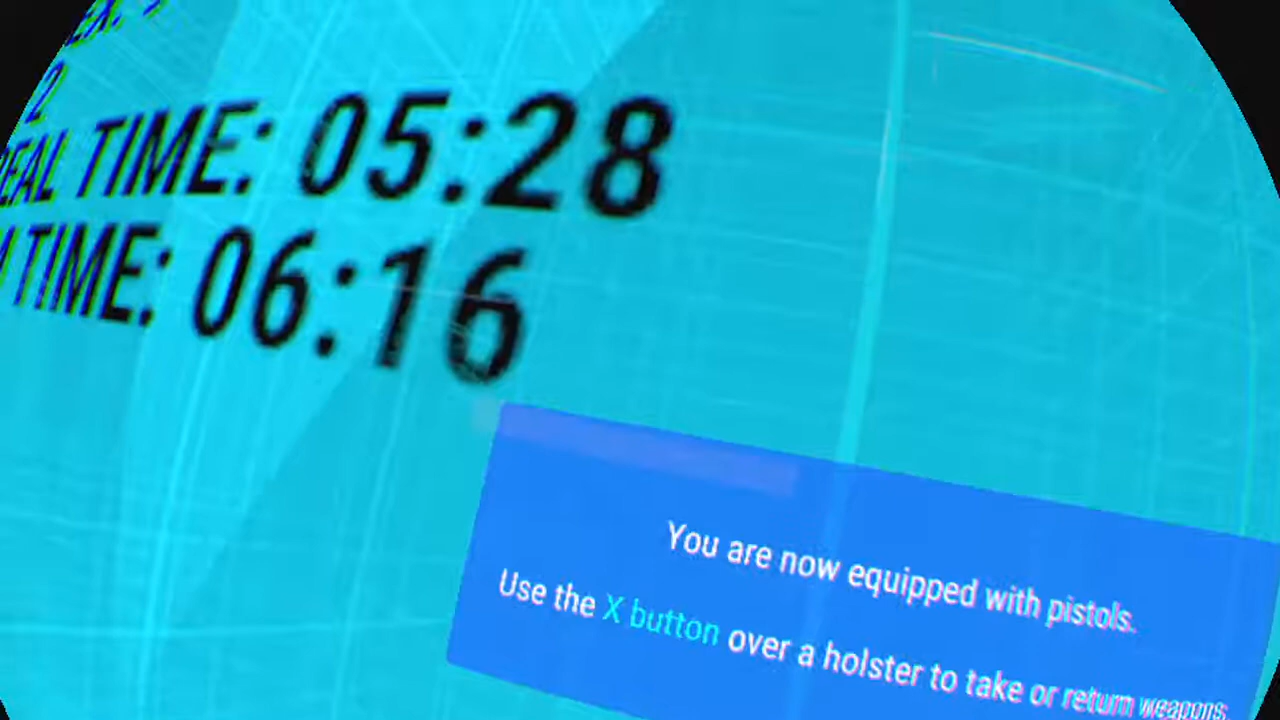 2
TIME: 05:28
TIME: 06:16
You are now equipped with pistols.
Use the X button over a holster to take or return weapons.